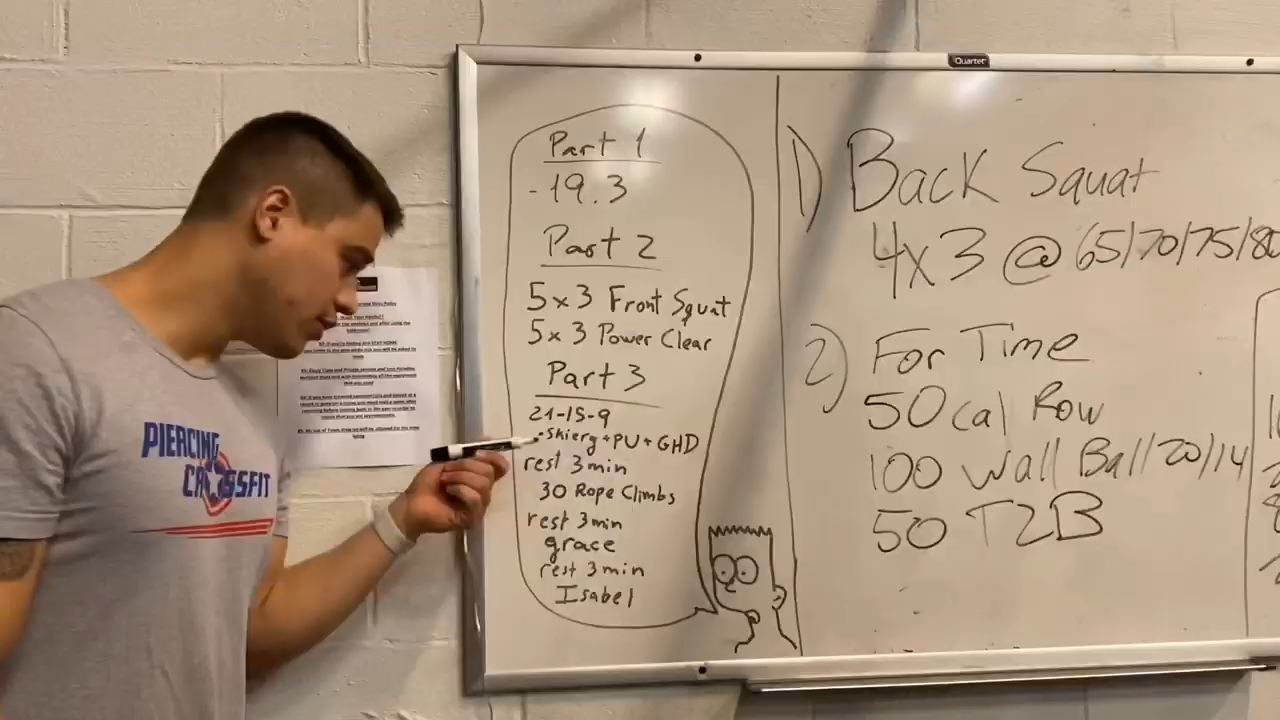 Quarter
Part 1
-19.3
Part 2
5x3 Front Squat
5x3 Power Clear
Part 3
21-15-9
• Skierg + PU + GHD
rest 3 min
30 Rope Climbs
rest 3 min
grace
rest 3 min
Isabel
1) Back Squat
4x3 @ 65/70/75/80
2) For Time
50 cal Row
100 Wall Ball 20/14
50 T2B
PIERCING
CROSSFIT